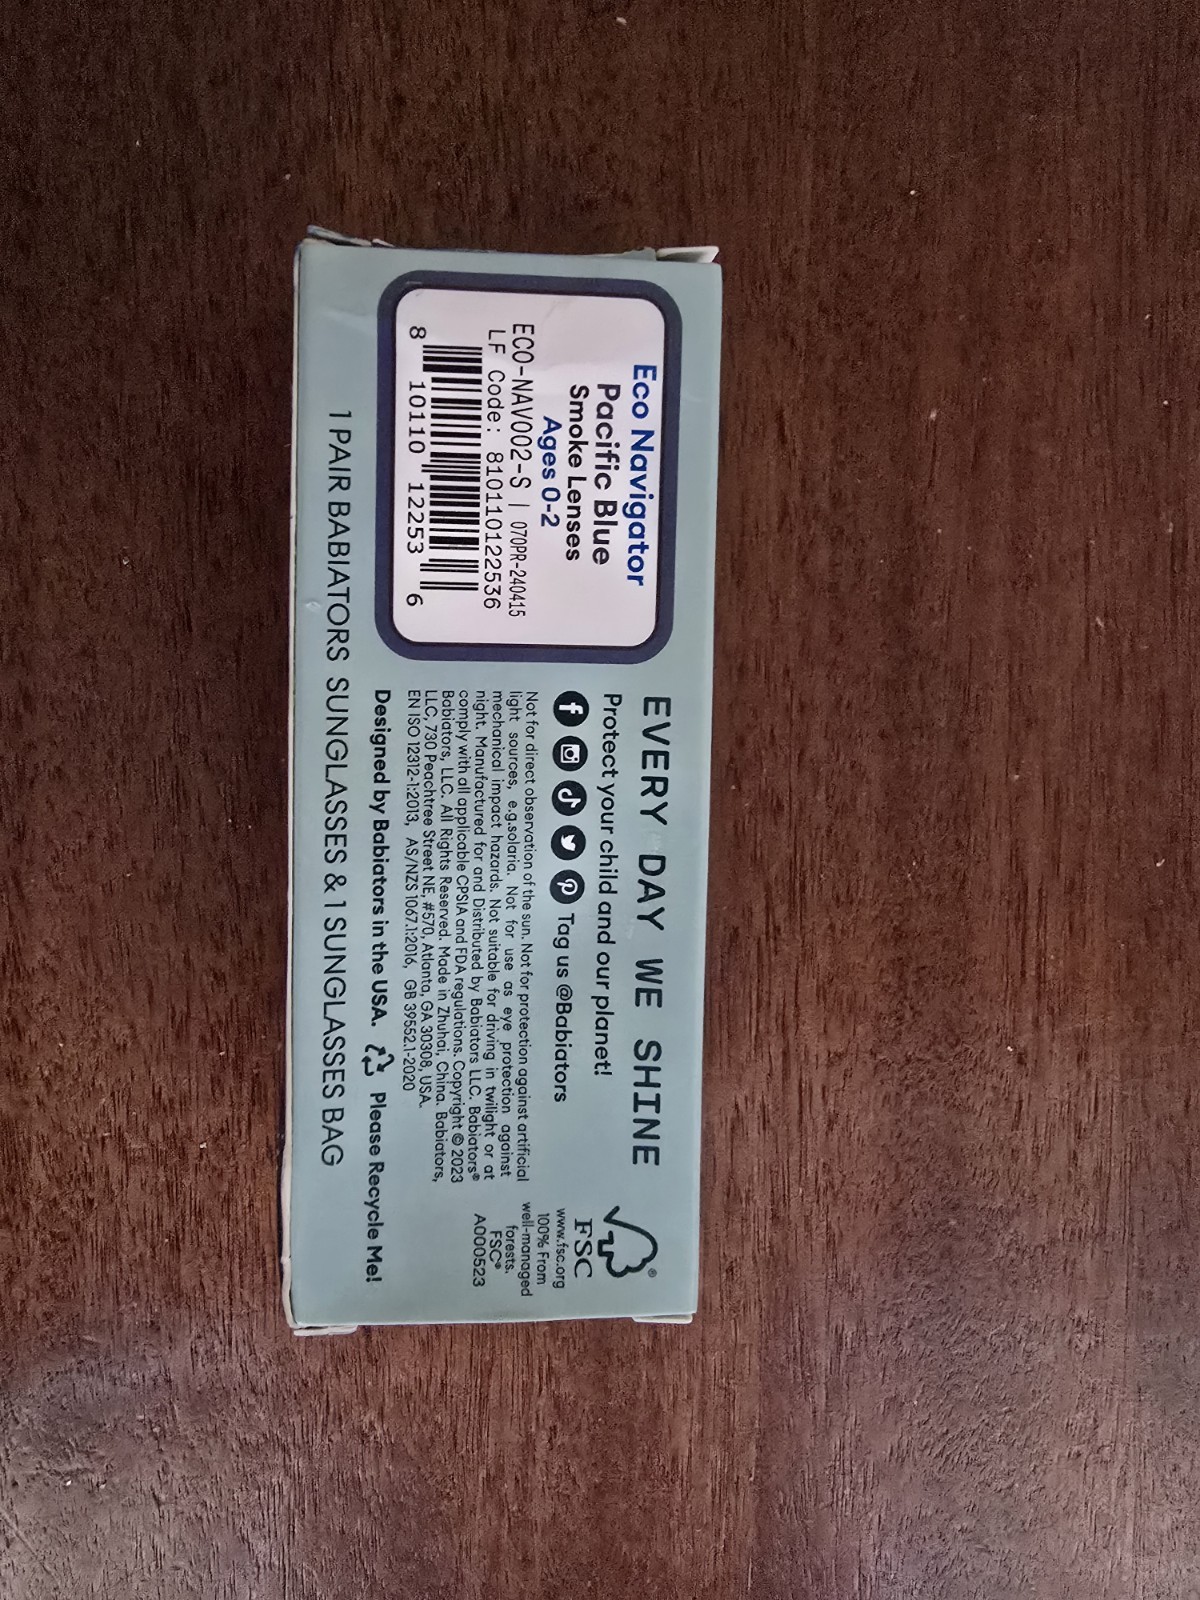 Eco Navigator
Pacific Blue
Smoke Lenses
Ages 0-2
ECO-NAV002-S | 070PR-240415
LF Code: 810110122536
8 10110 12253 6
EVERY DAY WE SHINE
Protect your child and our planet!
Tag us @Babiators
Not for direct observation of the sun. Not for protection against artificial
light sources, e.g.solaria. Not for use as eye protection against
mechanical impact hazards. Not suitable for driving in twilight or at
night. Manufactured for and Distributed by Babiators LLC. Babiators®
comply with all applicable CPSIA and FDA regulations. Copyright © 2023
Babiators, LLC. All Rights Reserved. Made in Zhuhai, China. Babiators,
LLC, 730 Peachtree Street NE, #570, Atlanta, GA 30308, USA.
EN ISO 12312-1:2013, AS/NZS 1067.1:2016, GB 39552.1-2020
Designed by Babiators in the USA. Please Recycle Me!
FSC
www.fsc.org
100% From
well-managed
forests.
FSC®
A000523
1 PAIR BABIATORS SUNGLASSES & 1 SUNGLASSES BAG